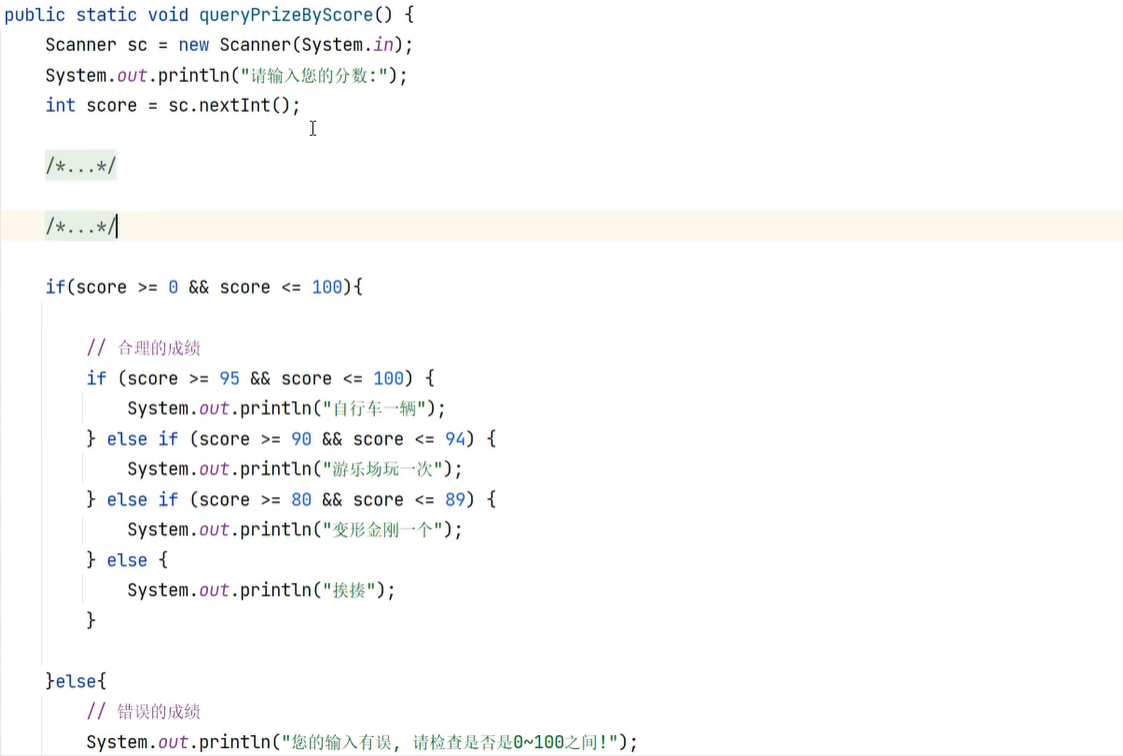 public static void queryPrizeByScore() {
    Scanner sc = new Scanner(System.in);
    System.out.println("请输入您的分数:");
    int score = sc.nextInt();
    /*...*/
    /*...*/
    if(score >= 0 && score <= 100){
        // 合理的成绩
        if (score >= 95 && score <= 100) {
            System.out.println("自行车一辆");
        } else if (score >= 90 && score <= 94) {
            System.out.println("游乐场玩一次");
        } else if (score >= 80 && score <= 89) {
            System.out.println("变形金刚一个");
        } else {
            System.out.println("挨揍");
        }
    }else{
        // 错误的成绩
        System.out.println("您的输入有误, 请检查是否是0~100之间!");